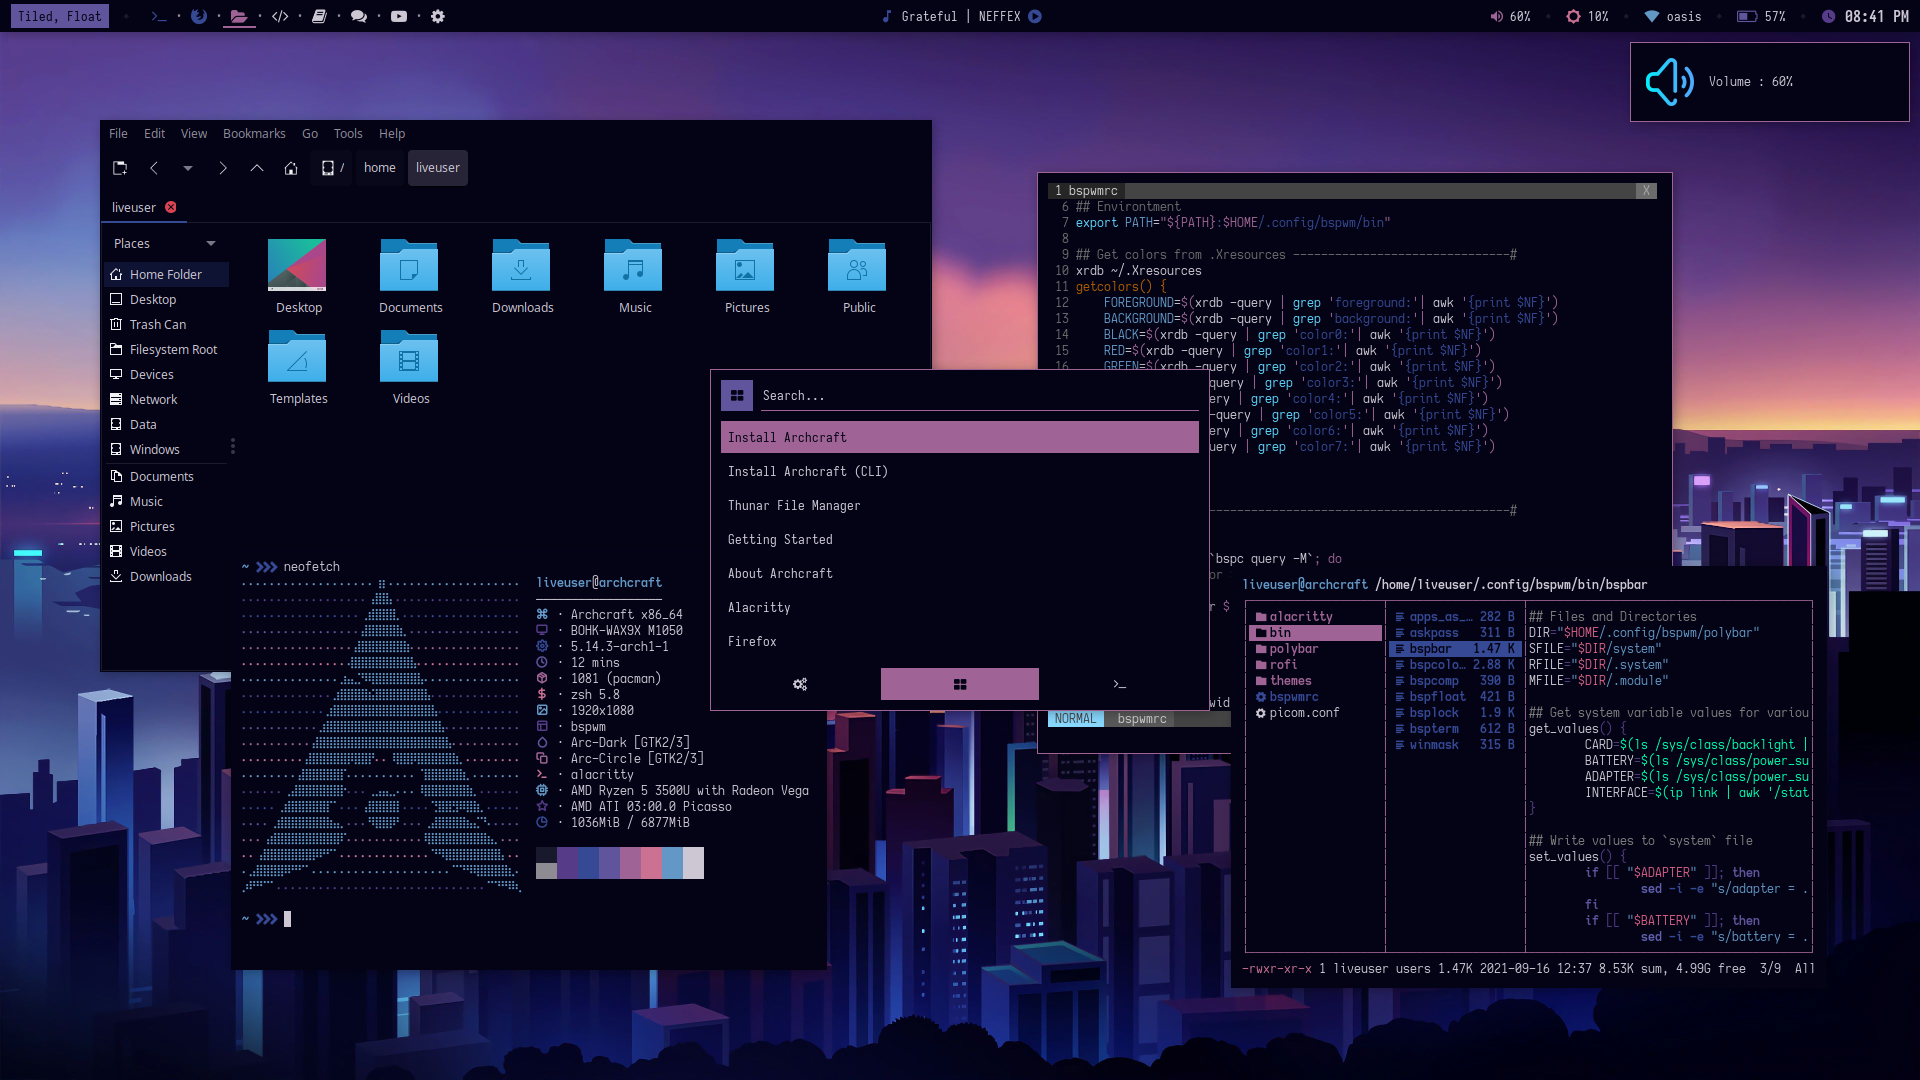 Tiled, Float
Grateful | NEFFEX
60%
10%
oasis
57%
08:41 PM
Volume : 60%
File Edit View Bookmarks Go Tools Help
/ home liveuser
liveuser
Places
Home Folder
Desktop
Trash Can
Filesystem Root
Devices
Network
Data
Windows
Documents
Music
Pictures
Videos
Downloads
Desktop Documents Downloads Music Pictures Public
Templates Videos
1 bspwmrc X
6 ## Environtment
7 export PATH="${PATH}:$HOME/.config/bspwm/bin"
8
9 ## Get colors from .Xresources -------------------------------#
10 xrdb ~/.Xresources
11 getcolors() {
12 FOREGROUND=$(xrdb -query | grep 'foreground:'| awk '{print $NF}')
13 BACKGROUND=$(xrdb -query | grep 'background:'| awk '{print $NF}')
14 BLACK=$(xrdb -query | grep 'color0:'| awk '{print $NF}')
15 RED=$(xrdb -query | grep 'color1:'| awk '{print $NF}')
16 GREEN=$(xrdb -query | grep 'color2:'| awk '{print $NF}')
| grep 'color3:'| awk '{print $NF}')
ery | grep 'color4:'| awk '{print $NF}')
-query | grep 'color5:'| awk '{print $NF}')
ery | grep 'color6:'| awk '{print $NF}')
uery | grep 'color7:'| awk '{print $NF}')
-------------------------------------------#
`bspc query -M`; do
or
r $
wid
NORMAL bspwmrc
Search...
Install Archcraft
Install Archcraft (CLI)
Thunar File Manager
Getting Started
About Archcraft
Alacritty
Firefox
~ ❯❯❯ neofetch
liveuser@archcraft
· Archcraft x86_64
· BOHK-WAX9X M1050
· 5.14.3-arch1-1
· 12 mins
· 1081 (pacman)
· zsh 5.8
· 1920x1080
· bspwm
· Arc-Dark [GTK2/3]
· Arc-Circle [GTK2/3]
· alacritty
· AMD Ryzen 5 3500U with Radeon Vega
· AMD ATI 03:00.0 Picasso
· 1036MiB / 6877MiB
~ ❯❯❯
liveuser@archcraft /home/liveuser/.config/bspwm/bin/bspbar
alacritty
bin
polybar
rofi
themes
bspwmrc
picom.conf
apps_as_… 282 B
askpass 311 B
bspbar 1.47 K
bspcolo… 2.88 K
bspcomp 390 B
bspfloat 421 B
bsplock 1.9 K
bspterm 612 B
winmask 315 B
## Files and Directories
DIR="$HOME/.config/bspwm/polybar"
SFILE="$DIR/system"
RFILE="$DIR/.system"
MFILE="$DIR/.module"
## Get system variable values for variou
get_values() {
CARD=$(ls /sys/class/backlight |
BATTERY=$(ls /sys/class/power_su
ADAPTER=$(ls /sys/class/power_su
INTERFACE=$(ip link | awk '/stat
}
## Write values to `system` file
set_values() {
if [[ "$ADAPTER" ]]; then
sed -i -e "s/adapter = .
fi
if [[ "$BATTERY" ]]; then
sed -i -e "s/battery = .
-rwxr-xr-x 1 liveuser users 1.47K 2021-09-16 12:37 8.53K sum, 4.99G free 3/9 All